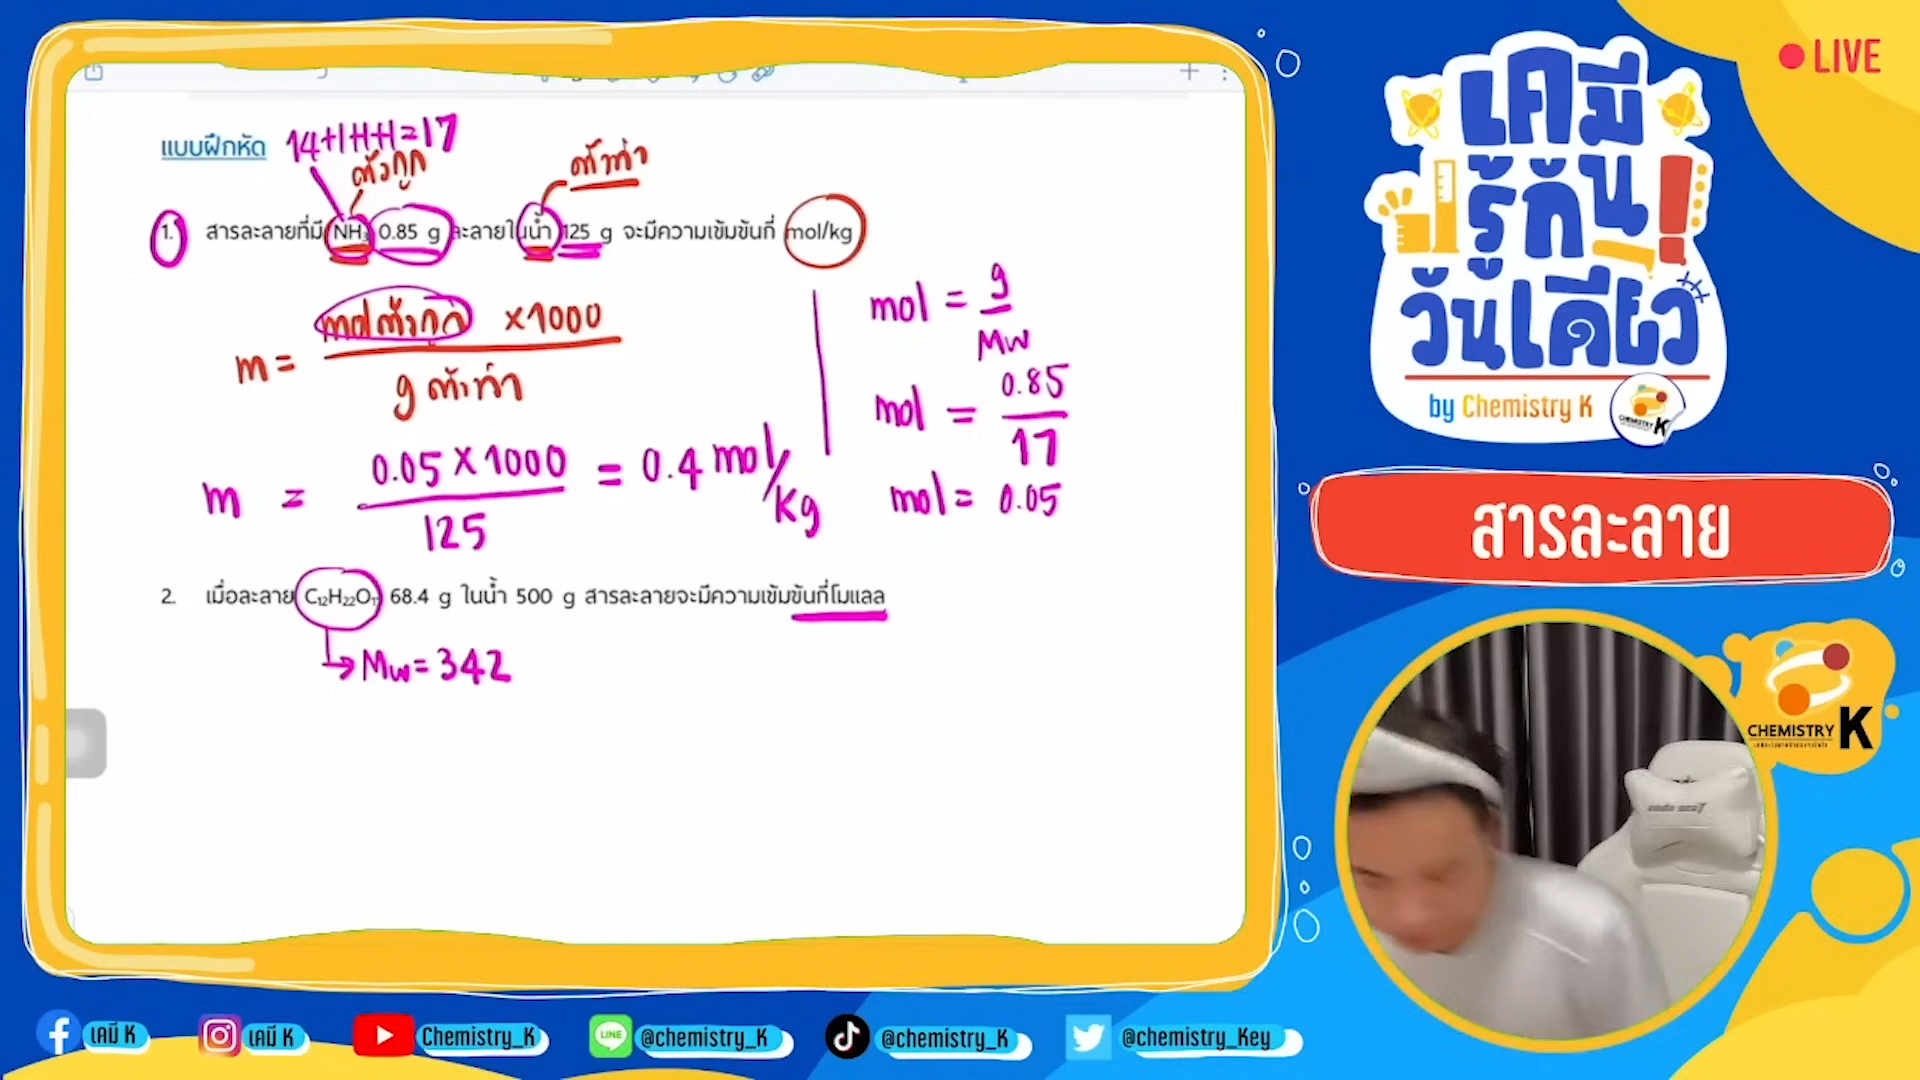 LIVE
เคมี
รู้กัน!
วันเดียว
by Chemistry K
CHEMISTRY K
แบบฝึกหัด
14+1+1+1=17
ตัวถูก
ตัวทำ
1. สารละลายที่มี NH3 0.85 g ละลายในน้ำ 125 g จะมีความเข้มข้นกี่ mol/kg
m = molตัวถูก ×1000
g ตัวทำ
mol = g
Mw
mol = 0.85
17
mol = 0.05
m = 0.05 × 1000 = 0.4 mol/kg
125
2. เมื่อละลาย C12H22O11 68.4 g ในน้ำ 500 g สารละลายจะมีความเข้มข้นกี่โมแลล
Mw = 342
สารละลาย
CHEMISTRY K
เคมี K
เคมี K
Chemistry_K
LINE
@chemistry_K
@chemistry_K
@chemistry_Key